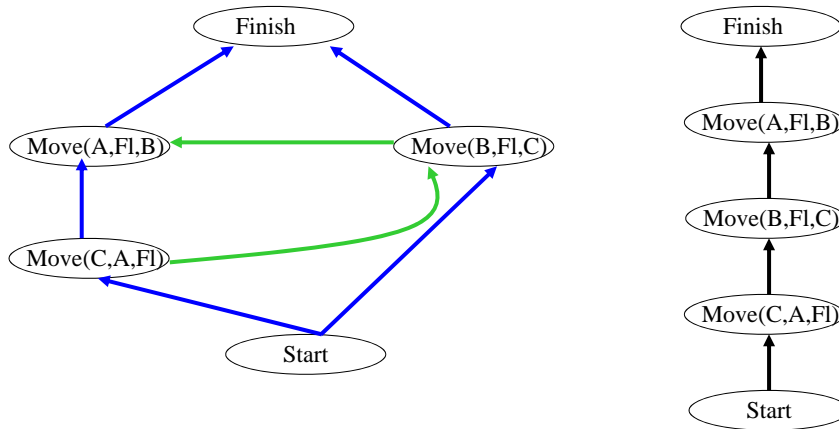 Finish
Move(A,Fl,B)
Move(B,Fl,C)
Move(C,A,Fl)
Start
Finish
Move(A,Fl,B)
Move(B,Fl,C)
Move(C,A,Fl)
Start